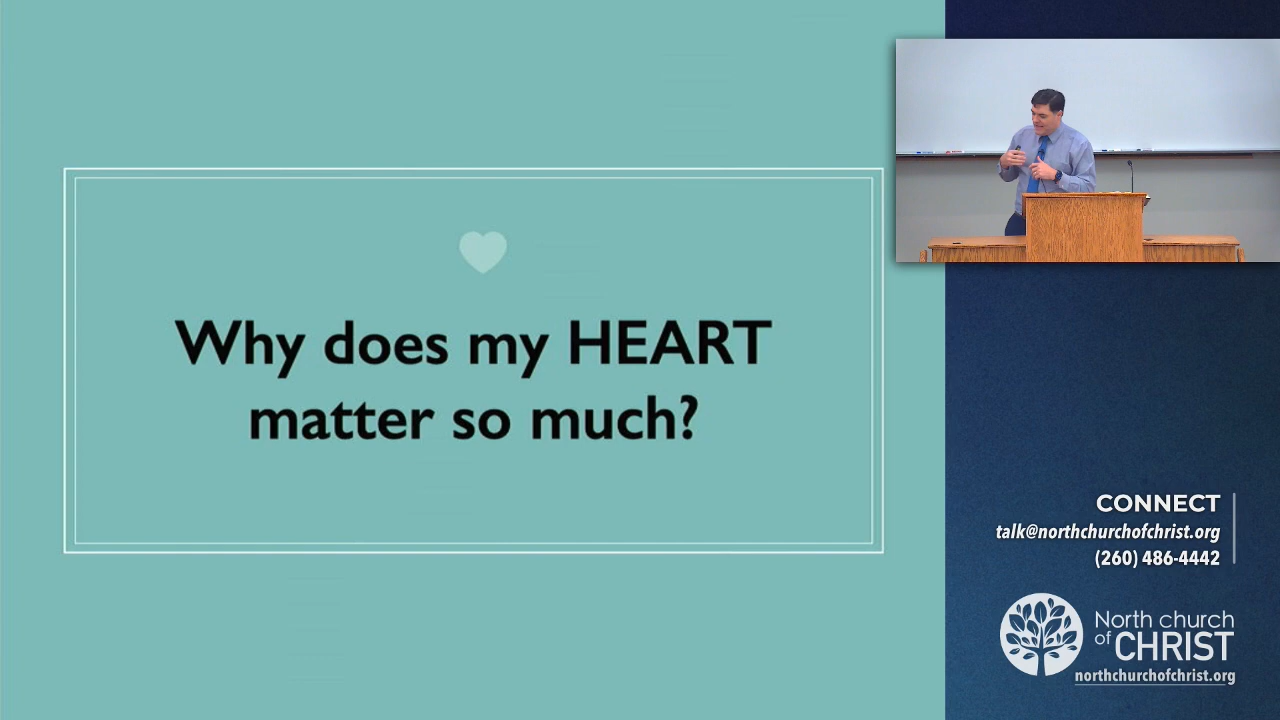 Why does my HEART
matter so much?
CONNECT
talk@northchurchofchrist.org
(260) 486-4442
North church
of CHRIST
northchurchofchrist.org